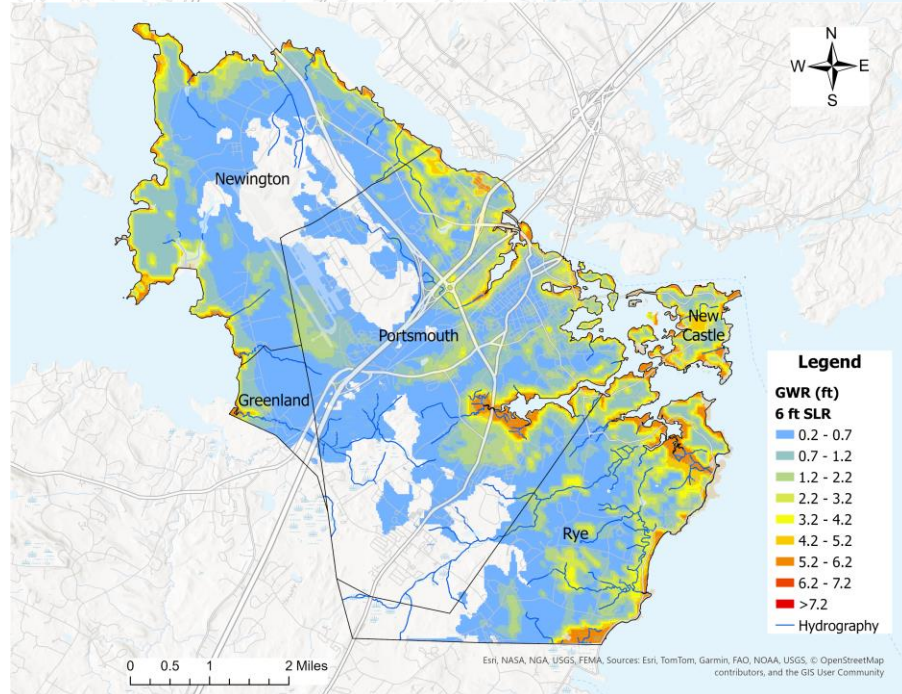 N
W E
S
Newington
Portsmouth
New
Castle
Greenland
Rye
Legend
GWR (ft)
6 ft SLR
0.2 - 0.7
0.7 - 1.2
1.2 - 2.2
2.2 - 3.2
3.2 - 4.2
4.2 - 5.2
5.2 - 6.2
6.2 - 7.2
>7.2
Hydrography
0 0.5 1 2 Miles
Esri, NASA, NGA, USGS, FEMA, Sources: Esri, TomTom, Garmin, FAO, NOAA, USGS, © OpenStreetMap
contributors, and the GIS User Community